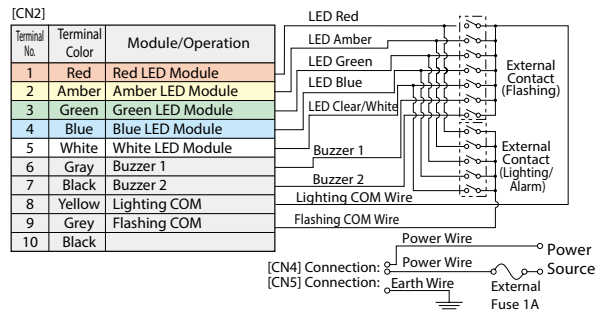 [CN2]
Terminal No. Terminal Color Module/Operation
1 Red Red LED Module
2 Amber Amber LED Module
3 Green Green LED Module
4 Blue Blue LED Module
5 White White LED Module
6 Gray Buzzer 1
7 Black Buzzer 2
8 Yellow Lighting COM
9 Grey Flashing COM
10 Black
LED Red
LED Amber
LED Green
LED Blue
LED Clear/White
Buzzer 1
Buzzer 2
Lighting COM Wire
Flashing COM Wire
External
Contact
(Flashing)
External
Contact
(Lighting/
Alarm)
Power Wire
[CN4] Connection: Power Wire
[CN5] Connection: Earth Wire
Power
Source
External
Fuse 1A